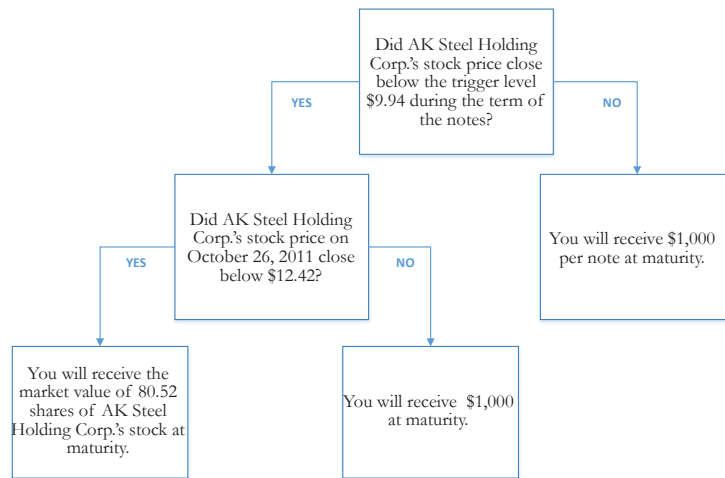 Did AK Steel Holding
Corp.'s stock price close
below the trigger level
$9.94 during the term of
the notes?
YES
NO
Did AK Steel Holding
Corp.'s stock price on
October 26, 2011 close
below $12.42?
You will receive $1,000
per note at maturity.
YES
NO
You will receive the
market value of 80.52
shares of AK Steel
Holding Corp.'s stock at
maturity.
You will receive $1,000
at maturity.